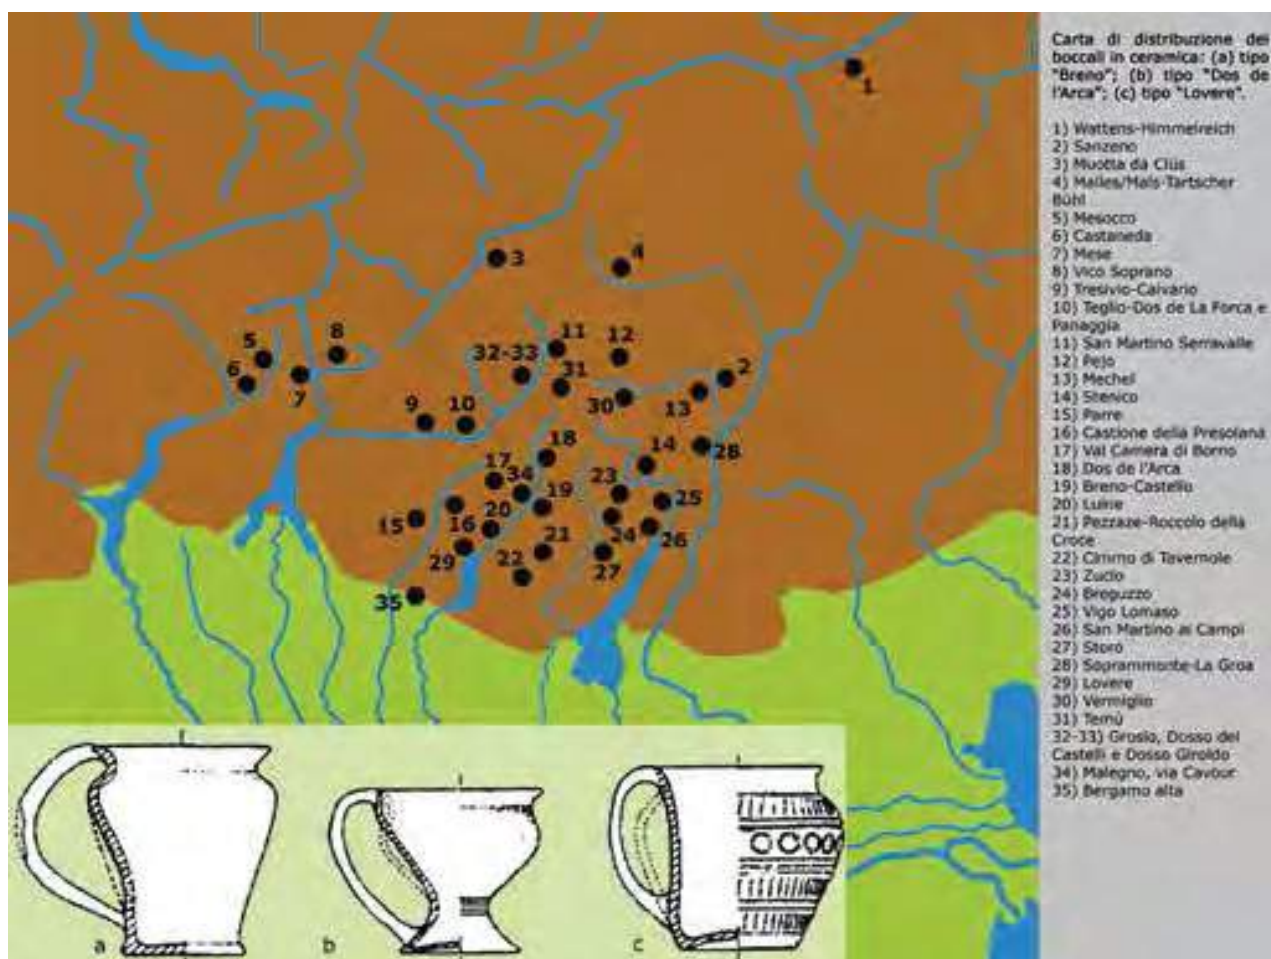 Carta di distribuzione dei
boccali in ceramica: (a) tipo
"Breno"; (b) tipo "Dos de
l'Arca"; (c) tipo "Lovere".
1) Wattens-Himmelreich
2) Sanzeno
3) Muotta da Clüs
4) Malles/Mals-Tartscher
Bühl
5) Mesocco
6) Castaneda
7) Mese
8) Vico Soprano
9) Tresivio-Calvario
10) Teglio-Dos de La Forca e
Panaggia
11) San Martino Serravalle
12) Pejo
13) Mechel
14) Stenico
15) Parre
16) Castione della Presolana
17) Val Camera di Borno
18) Dos de l'Arca
19) Breno-Castello
20) Luine
21) Pezzaze-Roccolo della
Croce
22) Cimmo di Tavernole
23) Zuclo
24) Breguzzo
25) Vigo Lomaso
26) San Martino ai Campi
27) Storo
28) Soprammonte-La Groa
29) Lovere
30) Vermiglio
31) Temù
32-33) Grosio, Dosso dei
Castelli e Dosso Giroldo
34) Malegno, via Cavour
35) Bergamo alta
1
3
4
5
8
11
12
32-33
6
7
31
2
9
10
30
13
18
14
28
17
34
23
19
25
15
16
20
24
26
29
22
21
27
35
a
b
c